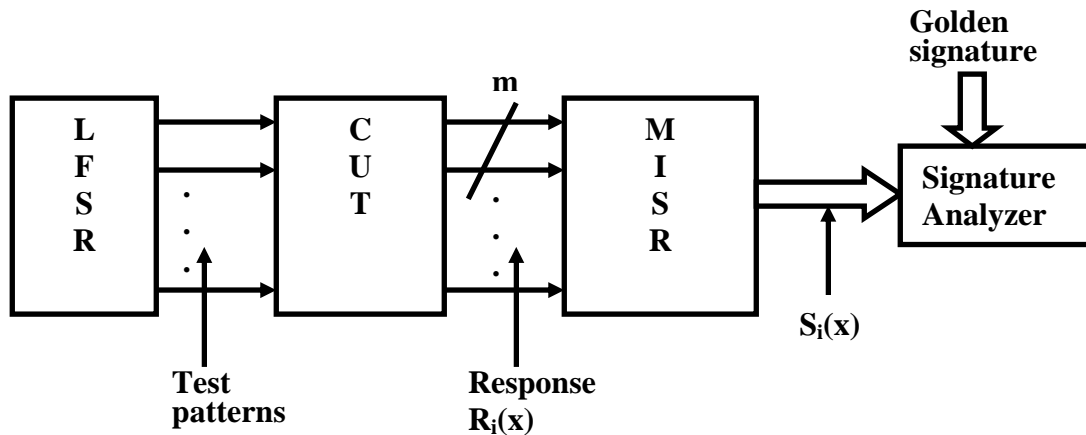 Golden
signature
m
L
F
S
R
C
U
T
M
I
S
R
Signature
Analyzer
Sᵢ(x)
Test
patterns
Response
Rᵢ(x)